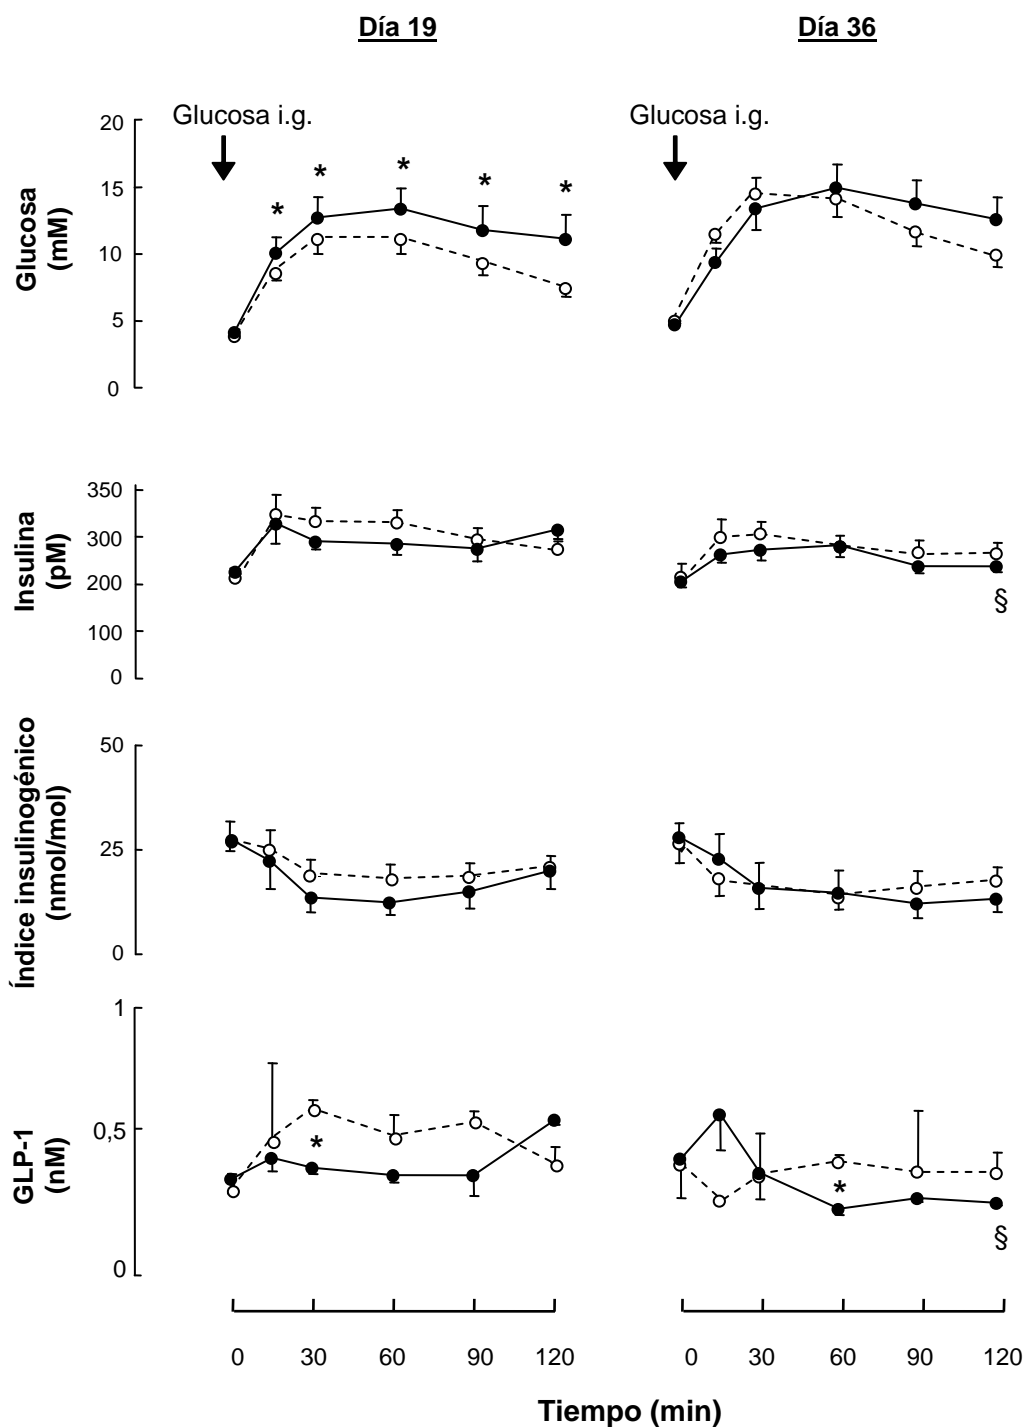 Día 19
Día 36
Glucosa i.g.
Glucosa i.g.
Glucosa
(mM)
20
15
10
5
0
*
*
*
*
*
Insulina
(pM)
350
300
200
100
0
§
Índice insulinogénico
(nmol/mol)
50
25
0
GLP-1
(nM)
1
0,5
0
*
*
§
0 30 60 90 120
0 30 60 90 120
Tiempo (min)